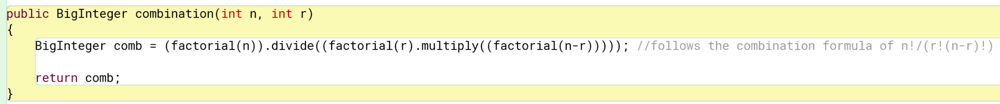 public BigInteger combination(int n, int r)
{
BigInteger comb = (factorial(n)).divide((factorial(r).multiply((factorial(n-r))))); //follows the combination formula of n!/(r!(n-r)!)
return comb;
}